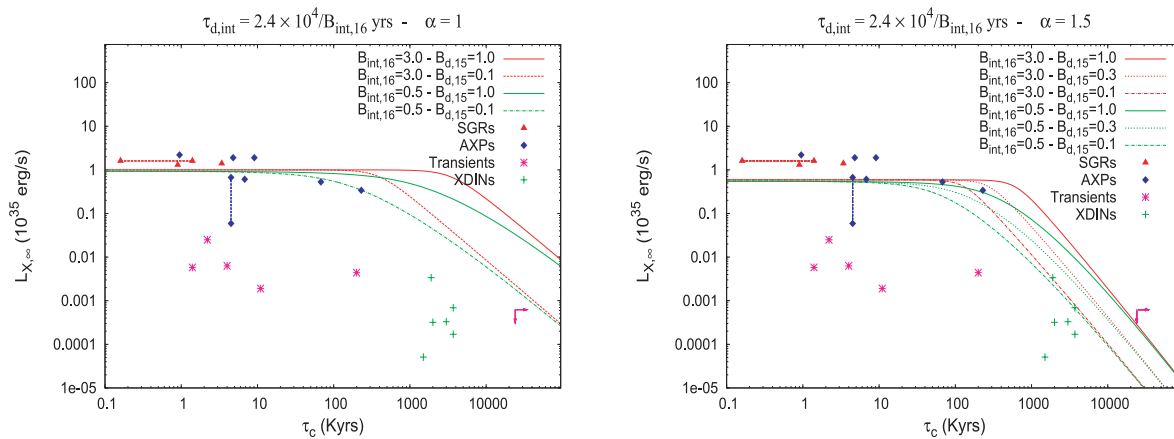 τd,int = 2.4 × 10^4/Bint,16 yrs - α = 1
Bint,16=3.0 - Bd,15=1.0
Bint,16=3.0 - Bd,15=0.1
Bint,16=0.5 - Bd,15=1.0
Bint,16=0.5 - Bd,15=0.1
SGRs
AXPs
Transients
XDINs
100
10
1
0.1
0.01
0.001
0.0001
1e-05
LX,∞ (10^35 erg/s)
0.1 1 10 100 1000 10000
τc (Kyrs)
τd,int = 2.4 × 10^4/Bint,16 yrs - α = 1.5
Bint,16=3.0 - Bd,15=1.0
Bint,16=3.0 - Bd,15=0.3
Bint,16=3.0 - Bd,15=0.1
Bint,16=0.5 - Bd,15=1.0
Bint,16=0.5 - Bd,15=0.3
Bint,16=0.5 - Bd,15=0.1
SGRs
AXPs
Transients
XDINs
100
10
1
0.1
0.01
0.001
0.0001
1e-05
LX,∞ (10^35 erg/s)
0.1 1 10 100 1000 10000
τc (Kyrs)